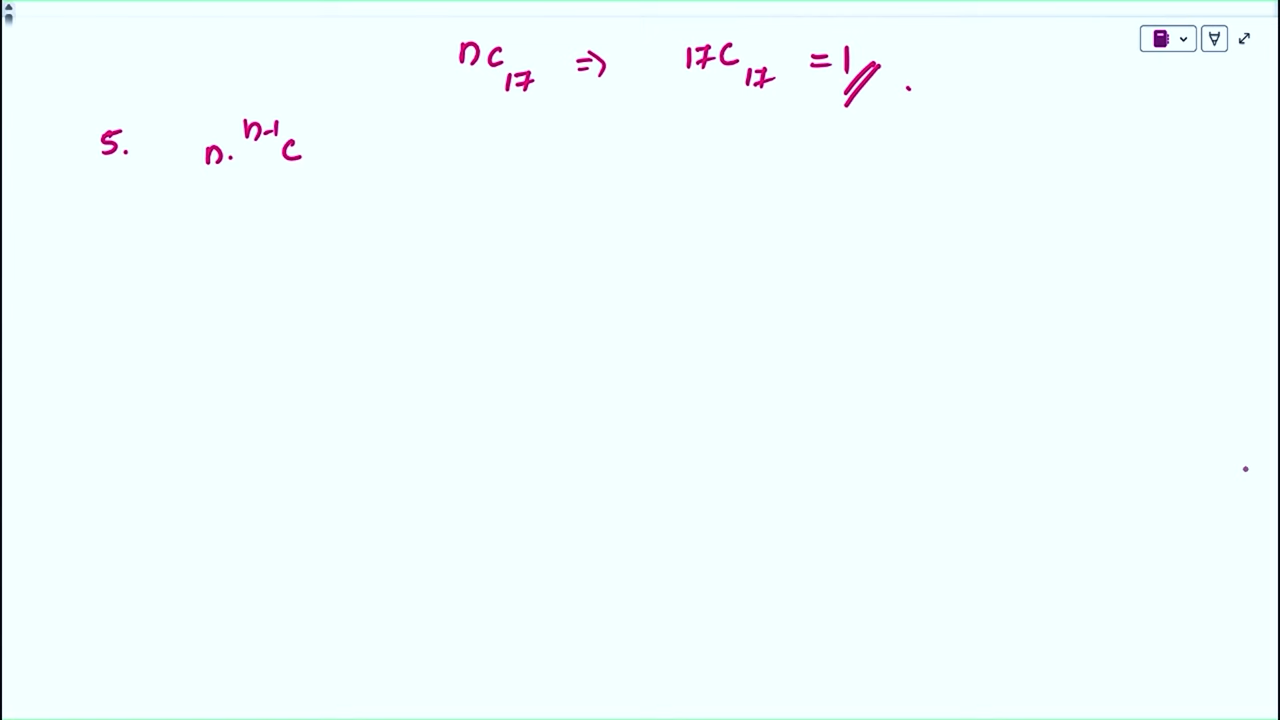 nC₁₇ ⇒ 17C₁₇ = 1 .
5. n. ⁿ⁻¹C